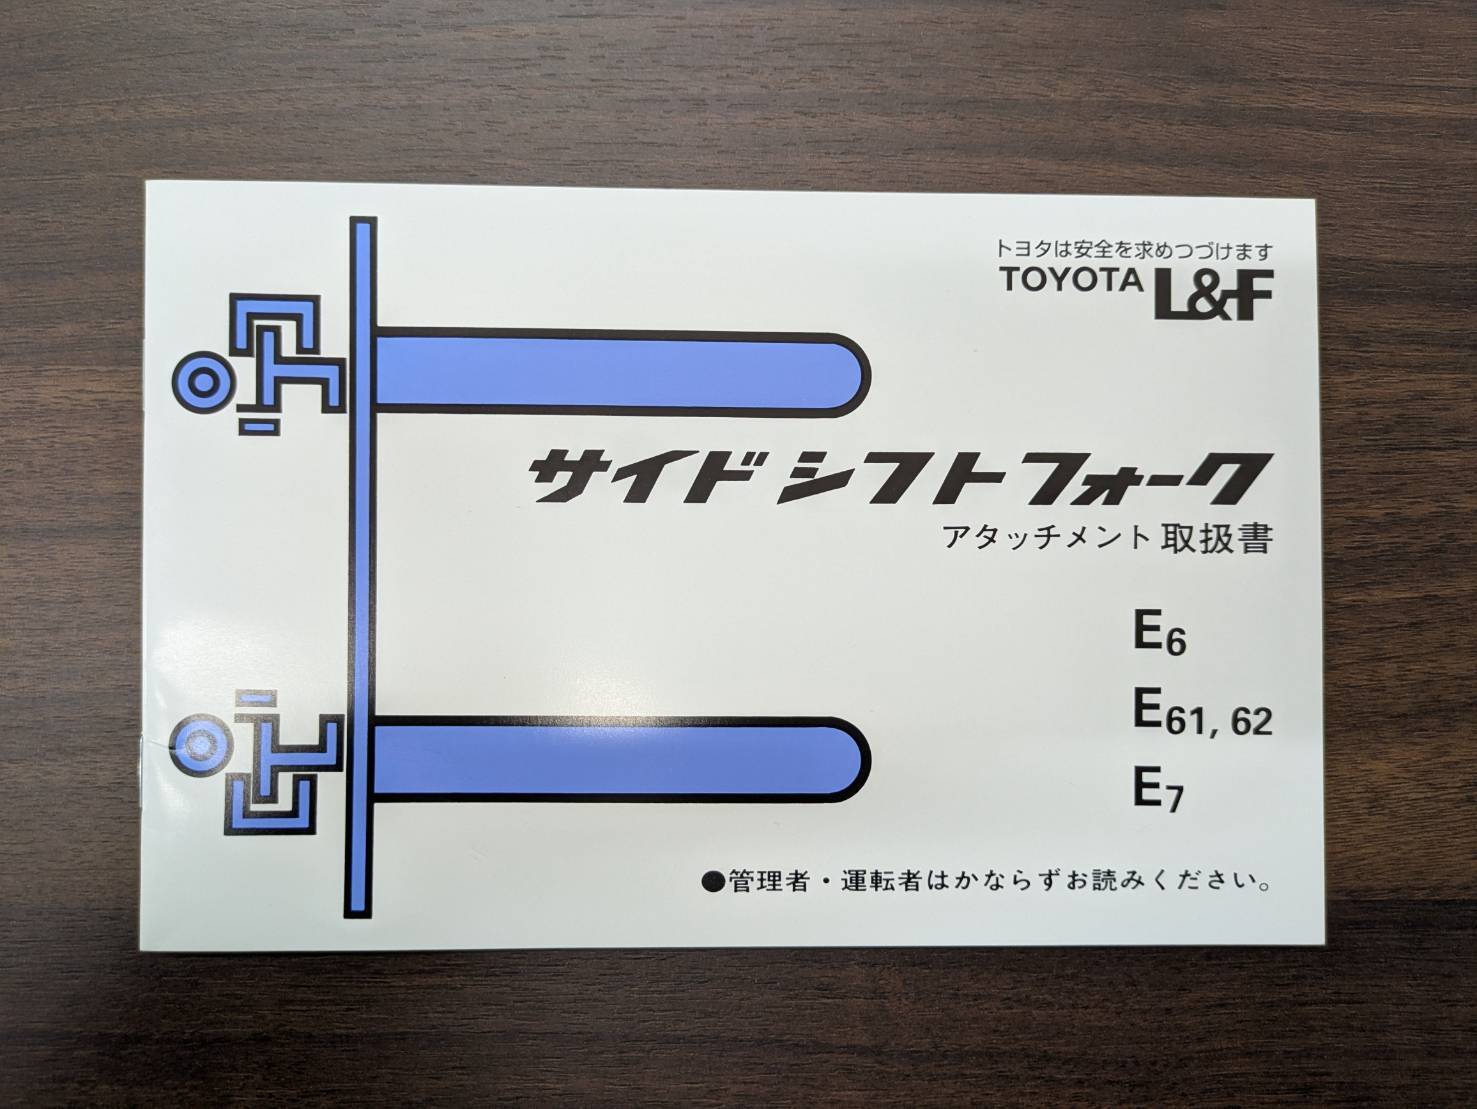 トヨタは安全を求めつづけます
TOYOTA L&F
サイドシフトフォーク
アタッチメント 取扱書
E6
E61, 62
E7
●管理者・運転者はかならずお読みください。